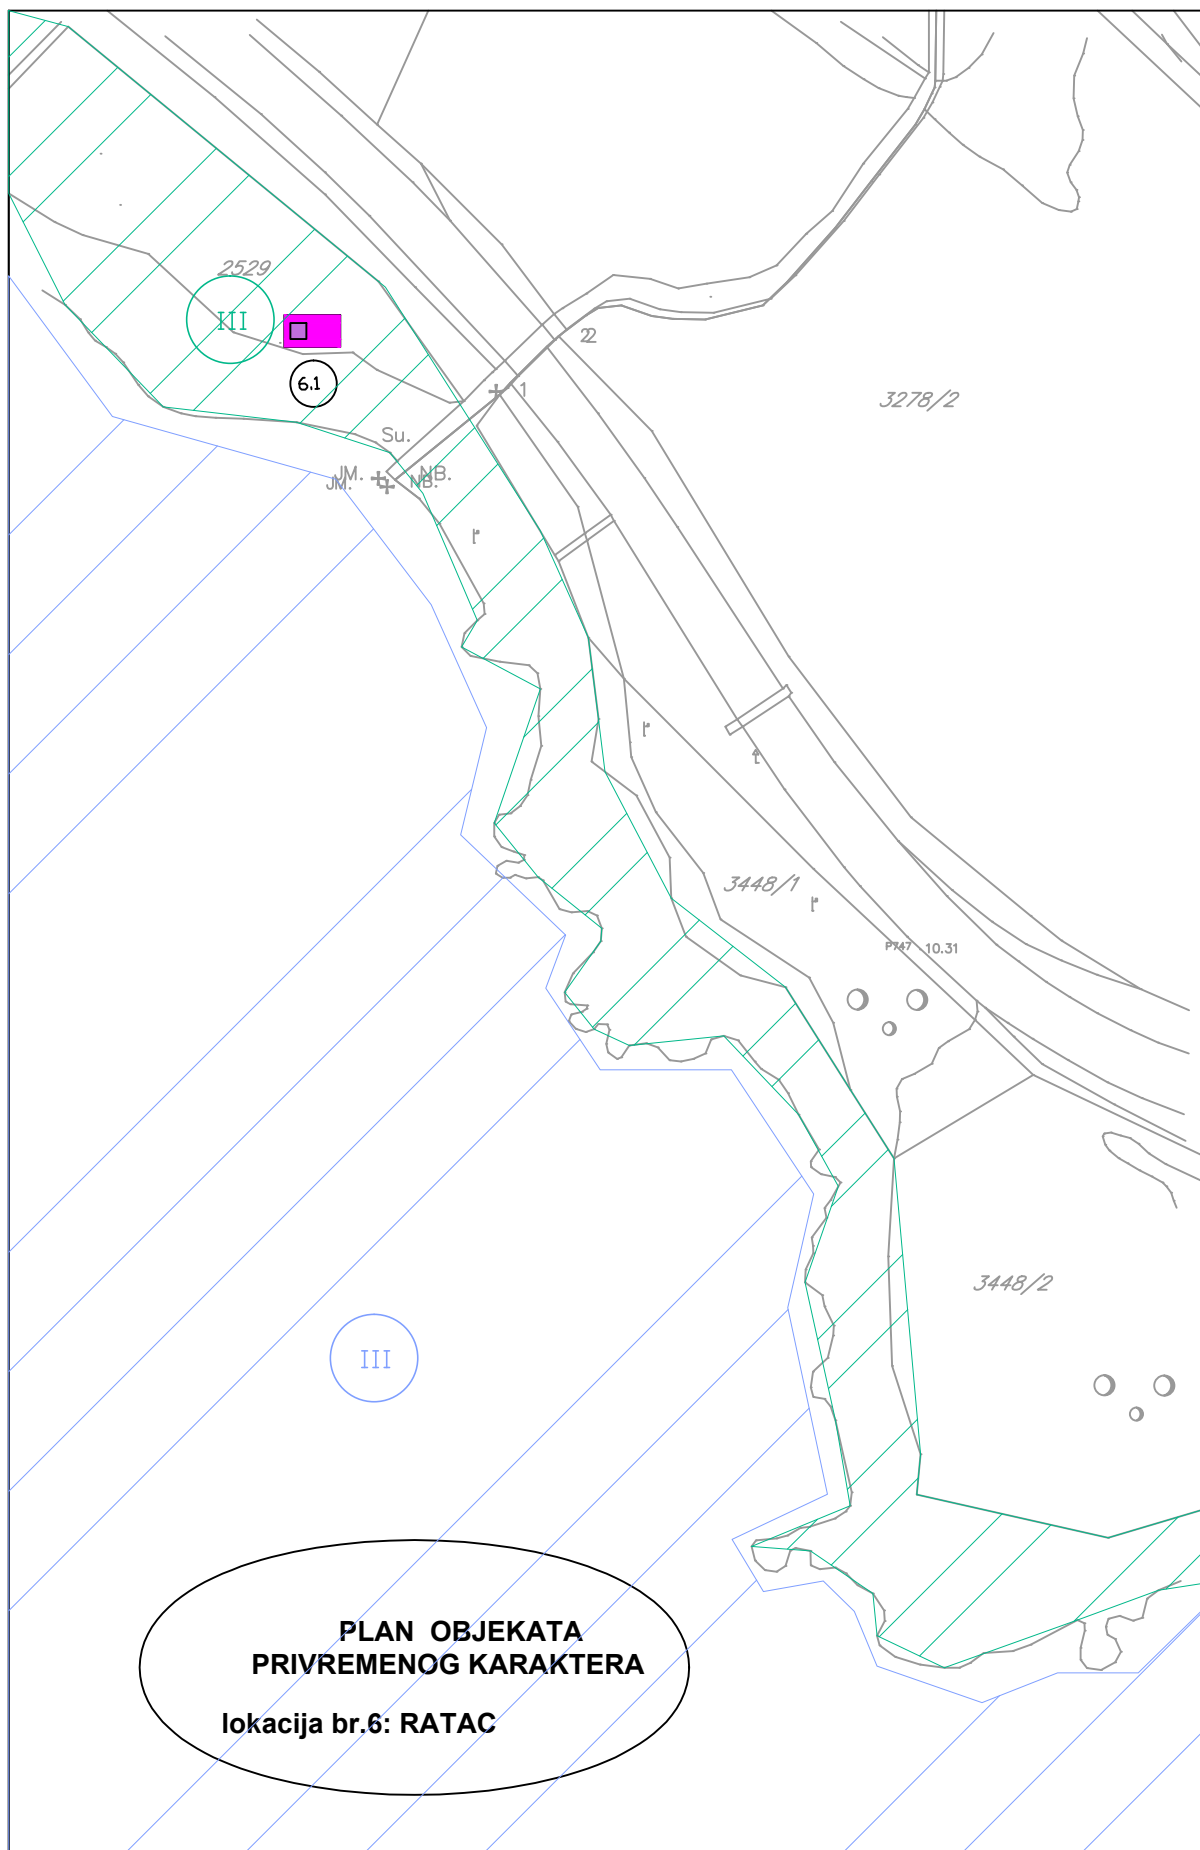 2529
III
6.1
22
1
3278/2
Su.
JM. NB.
JM. NB.
3448/1
P747 10.31
3448/2
III
PLAN OBJEKATA
PRIVREMENOG KARAKTERA
lokacija br.6: RATAC